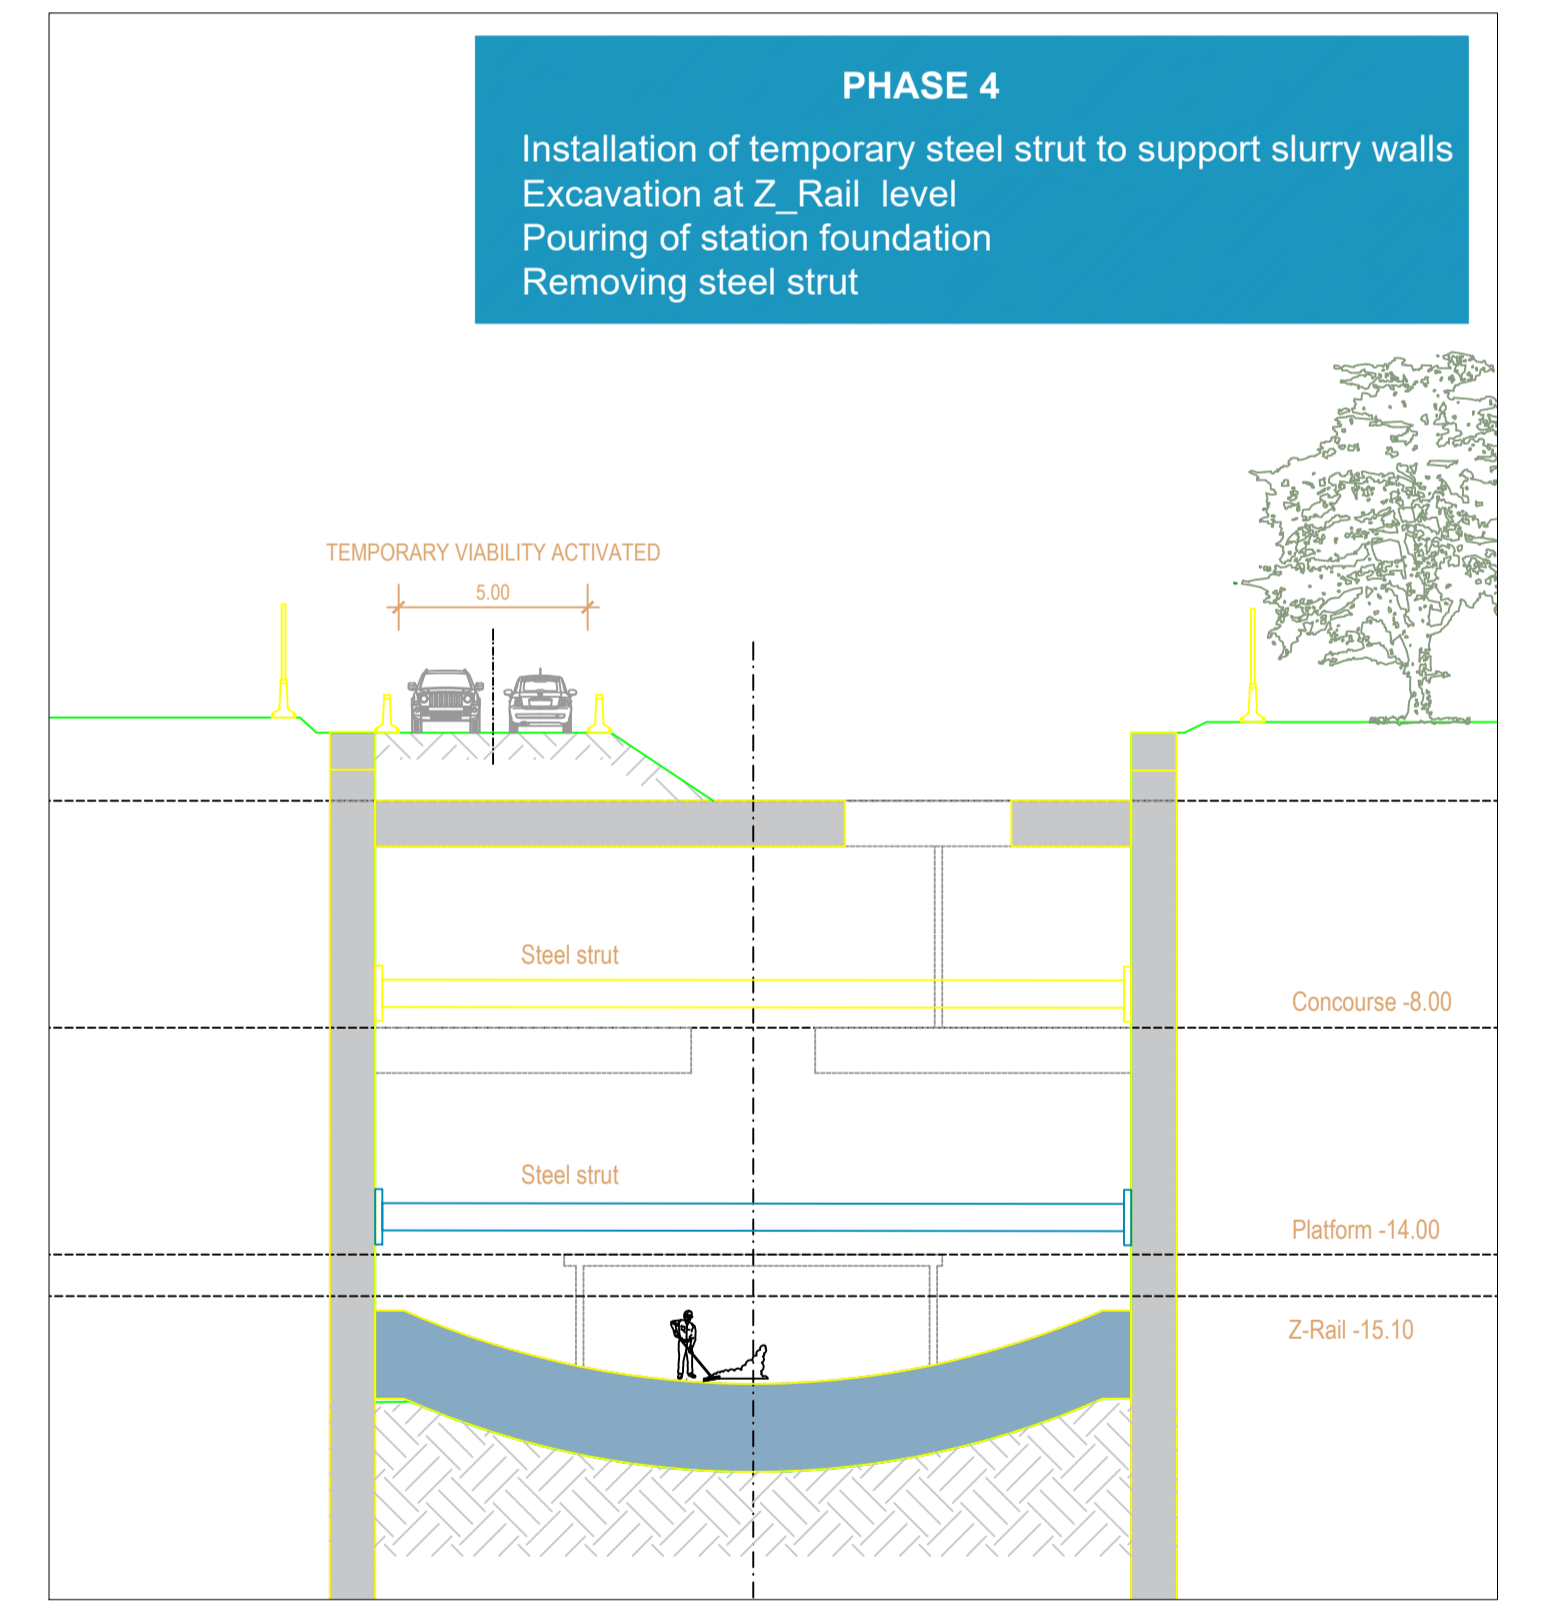 PHASE 4
Installation of temporary steel strut to support slurry walls
Excavation at Z_Rail level
Pouring of station foundation
Removing steel strut
TEMPORARY VIABILITY ACTIVATED
5.00
Steel strut
Concourse -8.00
Steel strut
Platform -14.00
Z-Rail -15.10